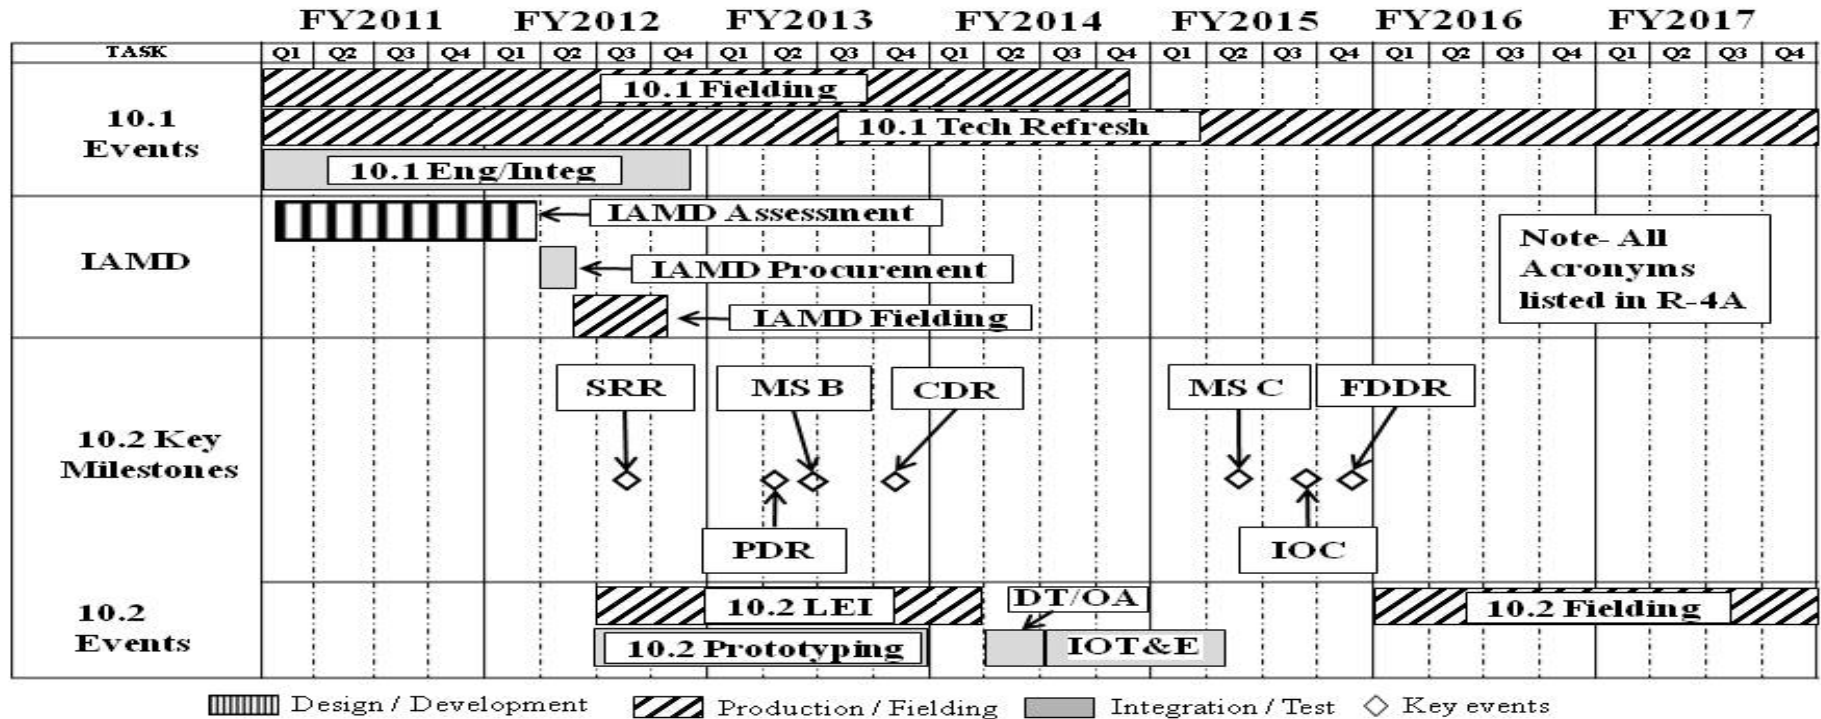 FY2011 FY2012 FY2013 FY2014 FY2015 FY2016 FY2017
TASK Q1 Q2 Q3 Q4 Q1 Q2 Q3 Q4 Q1 Q2 Q3 Q4 Q1 Q2 Q3 Q4 Q1 Q2 Q3 Q4 Q1 Q2 Q3 Q4 Q1 Q2 Q3 Q4
10.1
Events
10.1 Fielding
10.1 Tech Refresh
10.1 Eng/Integ
IAMD
IAMD Assessment
IAMD Procurement
IAMD Fielding
Note- All
Acronyms
listed in R-4A
10.2 Key
Milestones
SRR MS B CDR MS C FDDR
PDR IOC
10.2
Events
10.2 LEI DT/OA 10.2 Fielding
10.2 Prototyping IOT&E
Design / Development Production / Fielding Integration / Test Key events